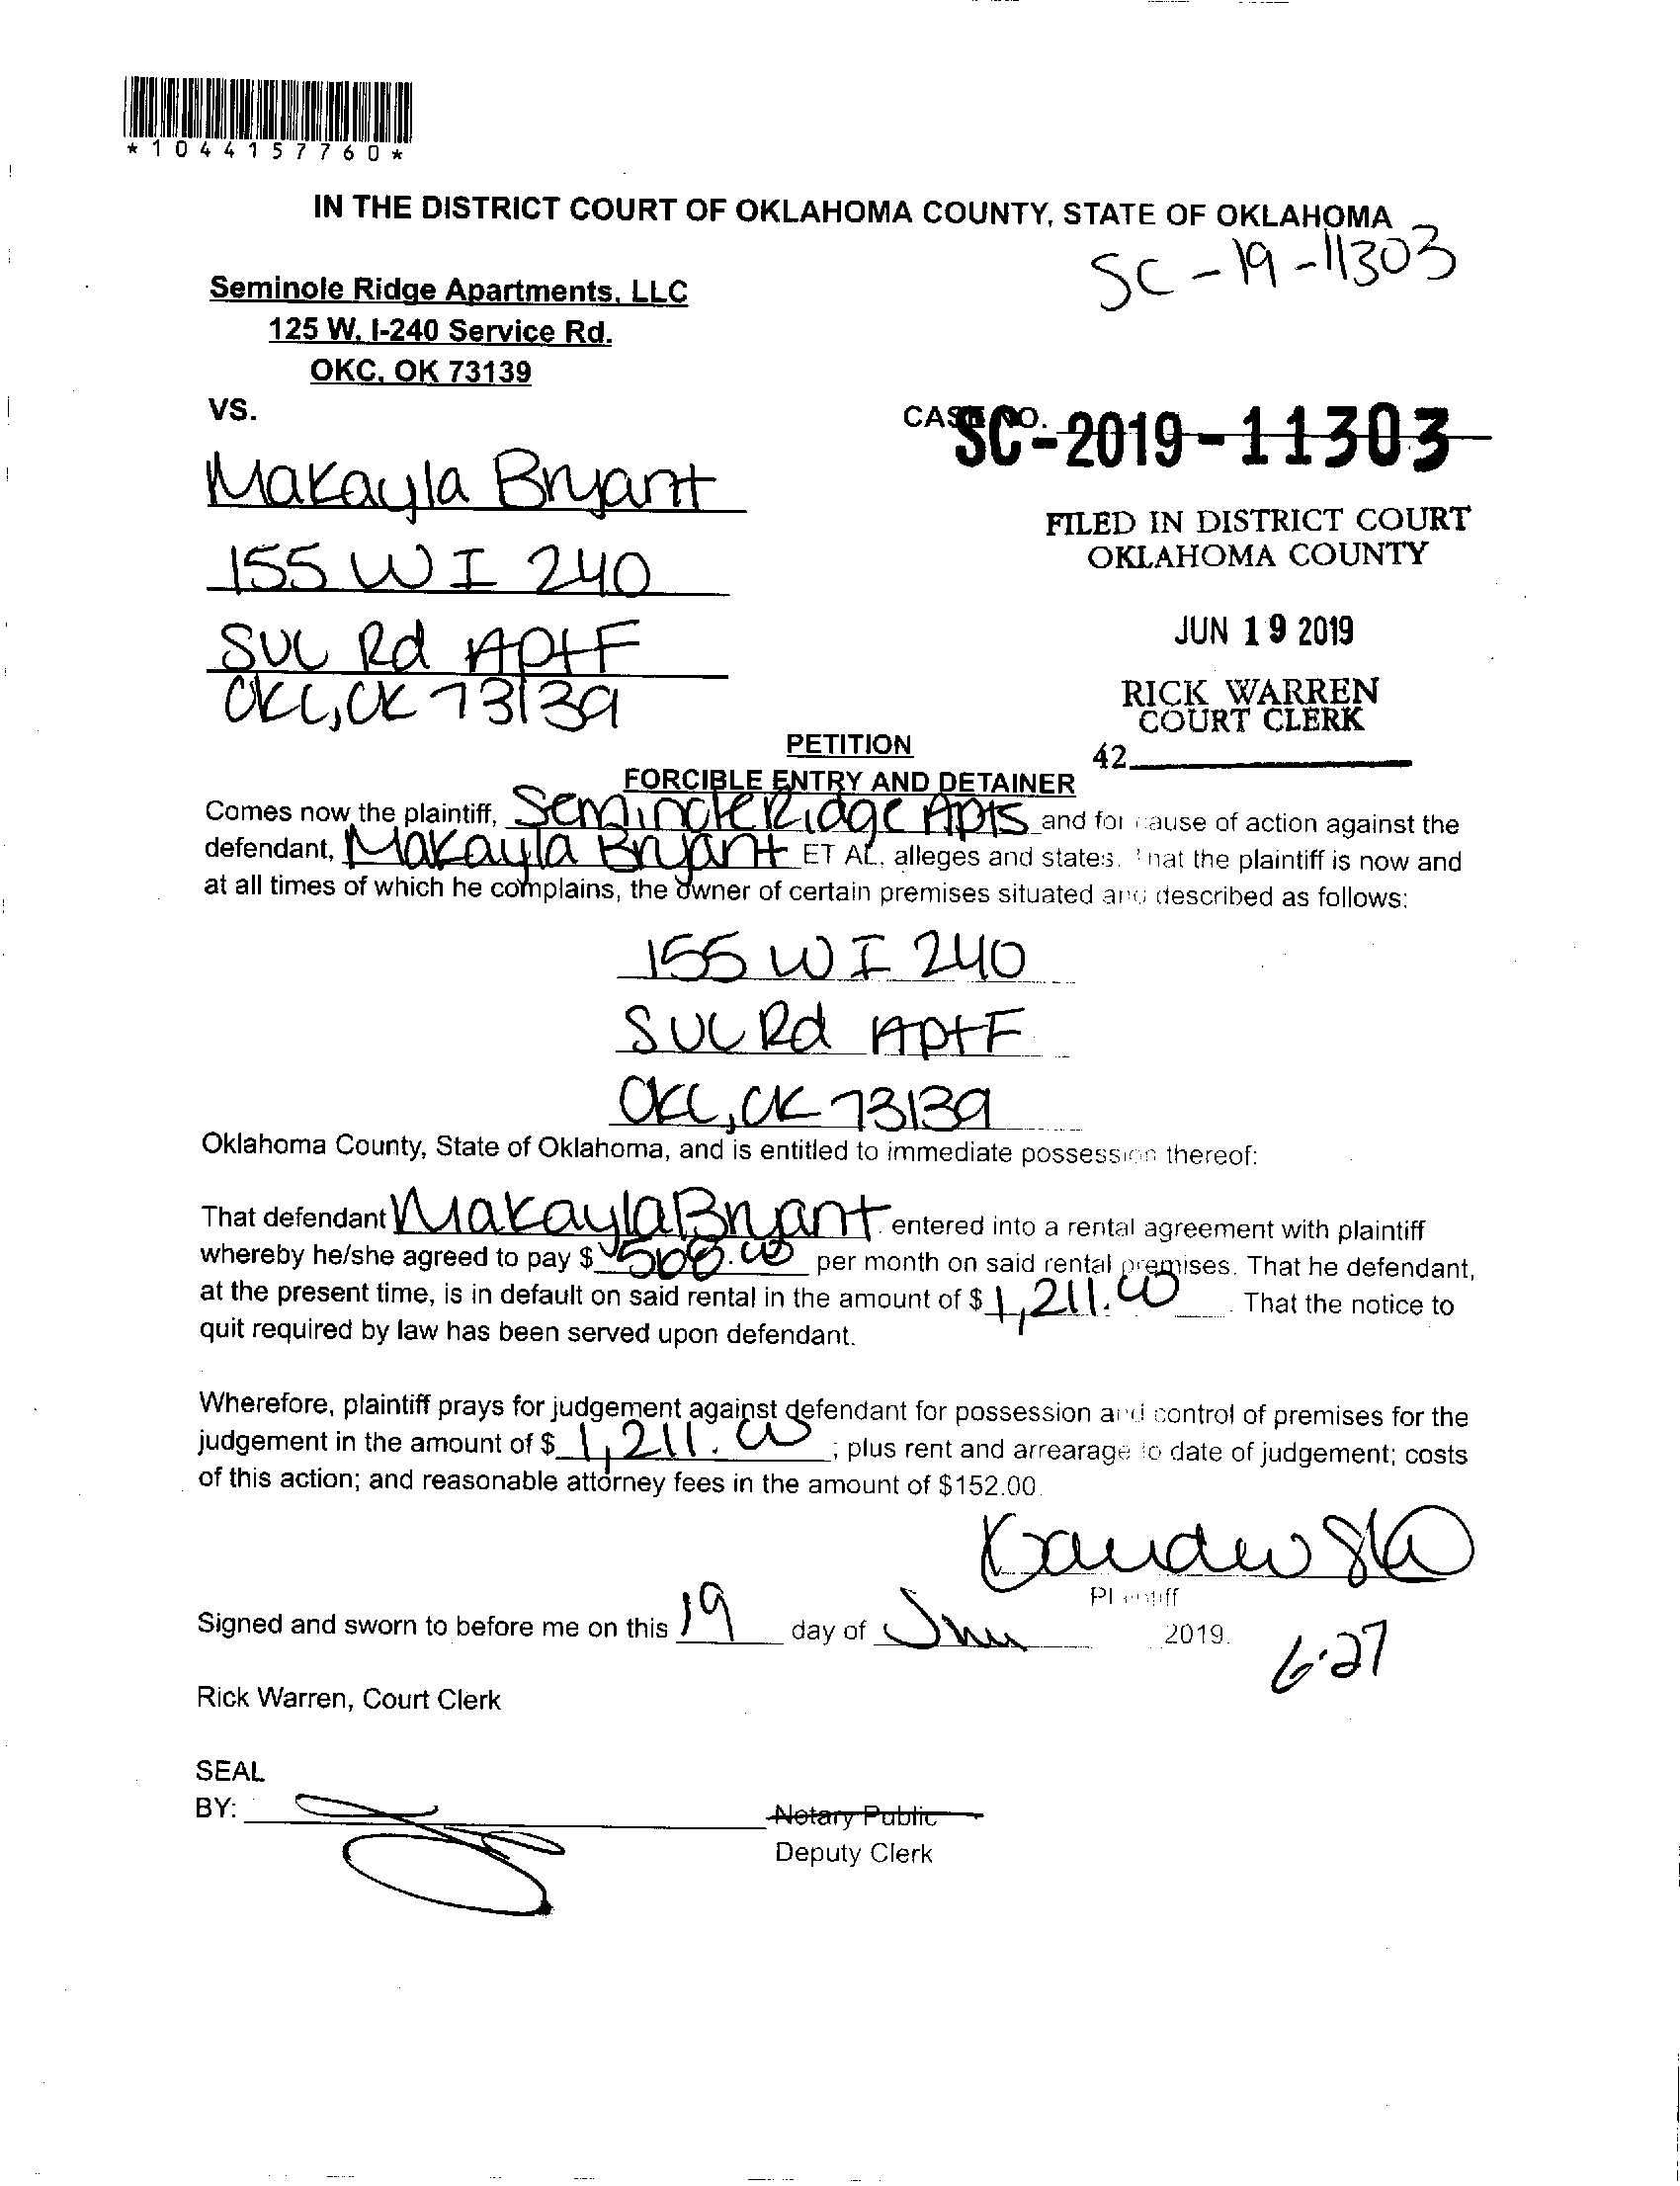 *1044157760*
IN THE DISTRICT COURT OF OKLAHOMA COUNTY, STATE OF OKLAHOMA
SC-19-11303
Seminole Ridge Apartments, LLC
125 W. I-240 Service Rd.
OKC, OK 73139
VS.
CASE NO.
SC-2019-11303
Makayla Bryant
155 W I 240
SVC Rd Apt F
OKC, OK 73139
FILED IN DISTRICT COURT
OKLAHOMA COUNTY
JUN 19 2019
RICK WARREN
COURT CLERK
42
PETITION
FORCIBLE ENTRY AND DETAINER
Comes now the plaintiff, Seminole Ridge Apts and for cause of action against the
defendant, Makayla Bryant ET AL, alleges and states. That the plaintiff is now and
at all times of which he complains, the owner of certain premises situated and described as follows:
155 W I 240
SVC Rd Apt F
OKC, OK 73139
Oklahoma County, State of Oklahoma, and is entitled to immediate possession thereof:
That defendant Makayla Bryant entered into a rental agreement with plaintiff
whereby he/she agreed to pay $ .00 per month on said rental premises. That he defendant,
at the present time, is in default on said rental in the amount of $ 1,211.00. That the notice to
quit required by law has been served upon defendant.
Wherefore, plaintiff prays for judgement against defendant for possession and control of premises for the
judgement in the amount of $ 1,211.00; plus rent and arrearage to date of judgement; costs
of this action; and reasonable attorney fees in the amount of $152.00.
Plaintiff
Signed and sworn to before me on this 19 day of Jun 2019.
6.27
Rick Warren, Court Clerk
SEAL
BY:
Notary Public
Deputy Clerk